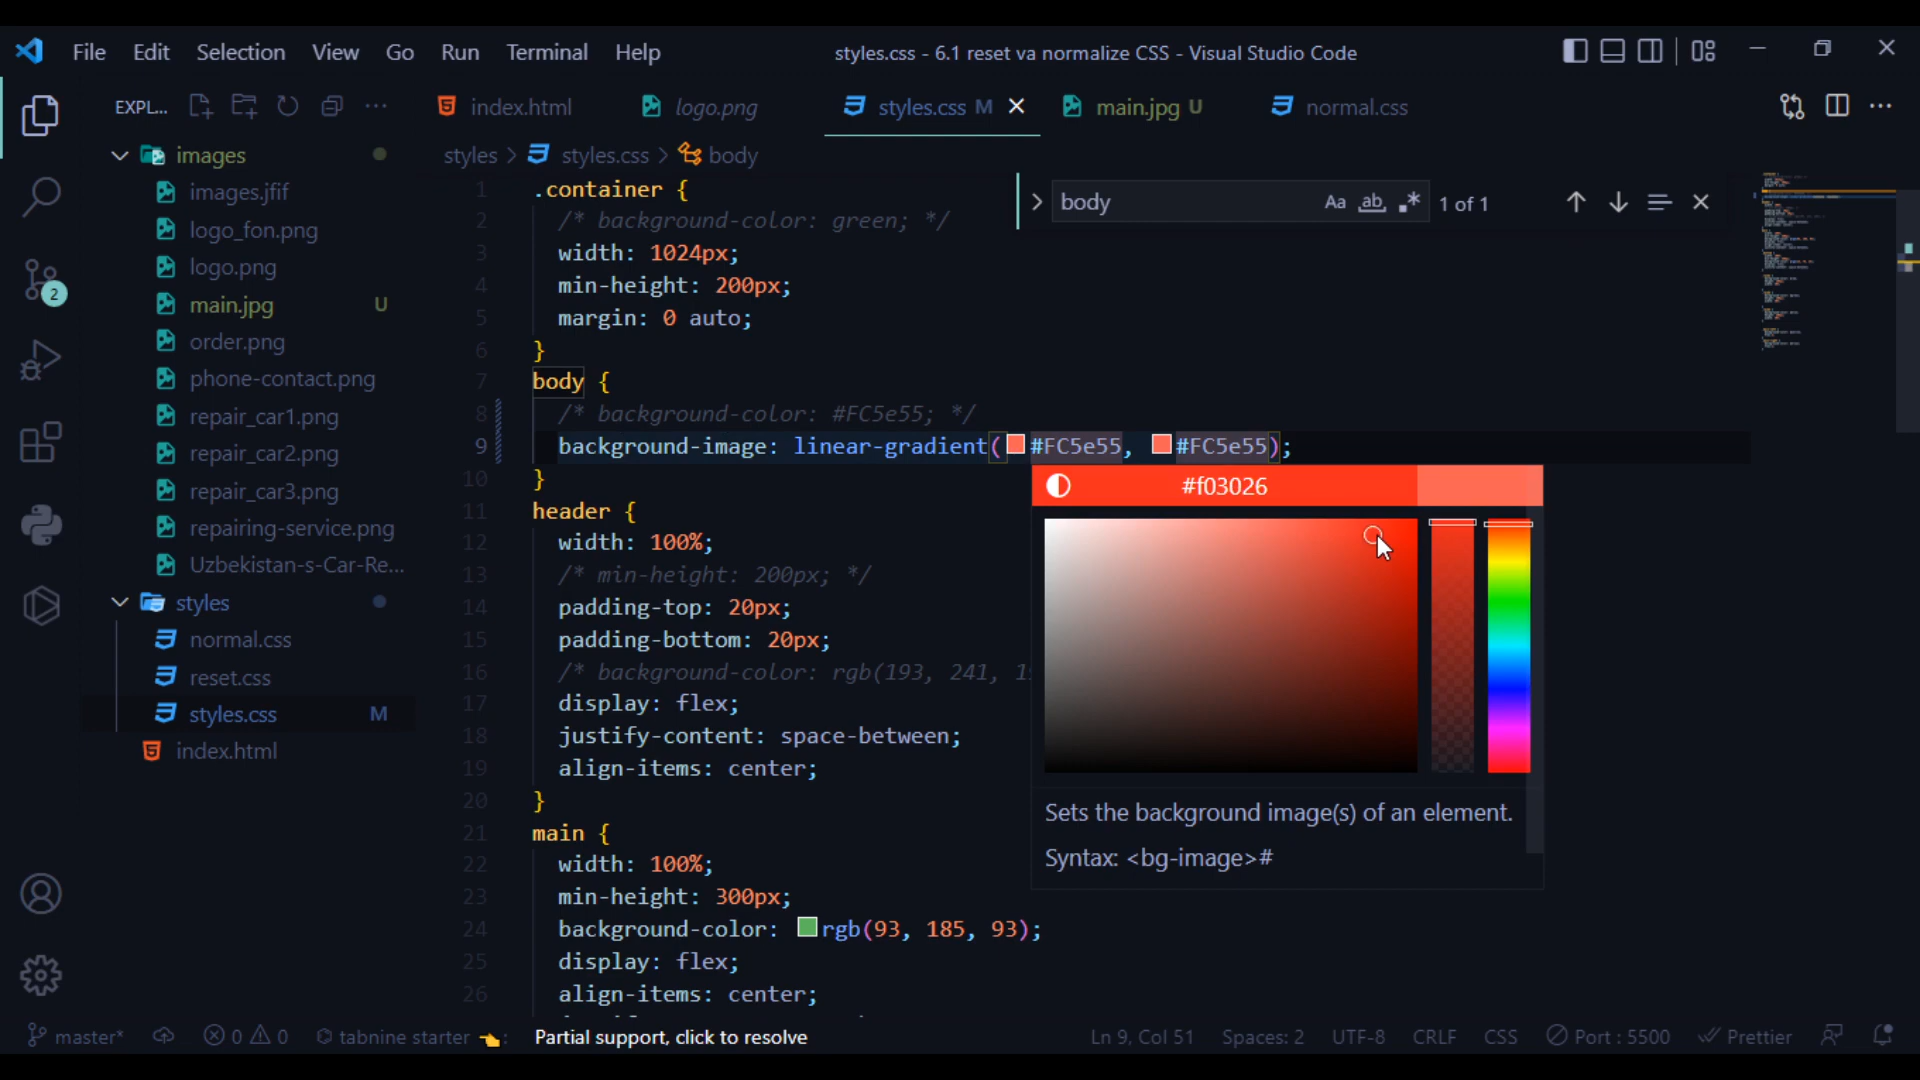 File Edit Selection View Go Run Terminal Help
styles.css - 6.1 reset va normalize CSS - Visual Studio Code
EXPL...
index.html
logo.png
styles.css M
main.jpg U
normal.css
images
images.jfif
logo_fon.png
logo.png
main.jpg U
order.png
phone-contact.png
repair_car1.png
repair_car2.png
repair_car3.png
repairing-service.png
Uzbekistan-s-Car-Re...
styles
normal.css
reset.css
styles.css M
index.html
2
styles > styles.css > body
body
Aa ab
1 of 1
1 .container {
2 /* background-color: green; */
3 width: 1024px;
4 min-height: 200px;
5 margin: 0 auto;
6 }
7 body {
8 /* background-color: #FC5e55; */
9 background-image: linear-gradient(#FC5e55, #FC5e55);
10 }
11 header {
12 width: 100%;
13 /* min-height: 200px; */
14 padding-top: 20px;
15 padding-bottom: 20px;
16 /* background-color: rgb(193, 241,
17 display: flex;
18 justify-content: space-between;
19 align-items: center;
20 }
21 main {
22 width: 100%;
23 min-height: 300px;
24 background-color: rgb(93, 185, 93);
25 display: flex;
26 align-items: center;
#f03026
Sets the background image(s) of an element.
Syntax: <bg-image>#
master* 0 0 tabnine starter : Partial support, click to resolve Ln 9, Col 51 Spaces: 2 UTF-8 CRLF CSS Port : 5500 Prettier